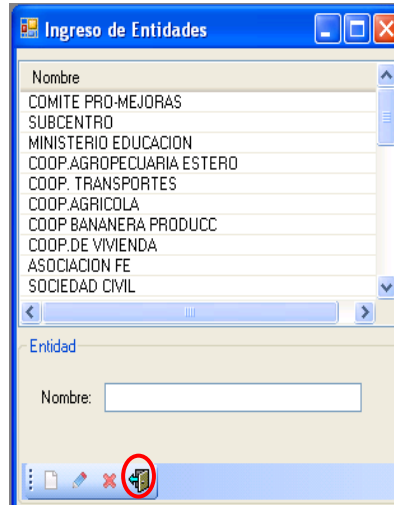 Ingreso de Entidades
Nombre
COMITE PRO-MEJORAS
SUBCENTRO
MINISTERIO EDUCACION
COOP.AGROPECUARIA ESTERO
COOP. TRANSPORTES
COOP.AGRICOLA
COOP BANANERA PRODUCC
COOP.DE VIVIENDA
ASOCIACION FE
SOCIEDAD CIVIL
Entidad
Nombre: